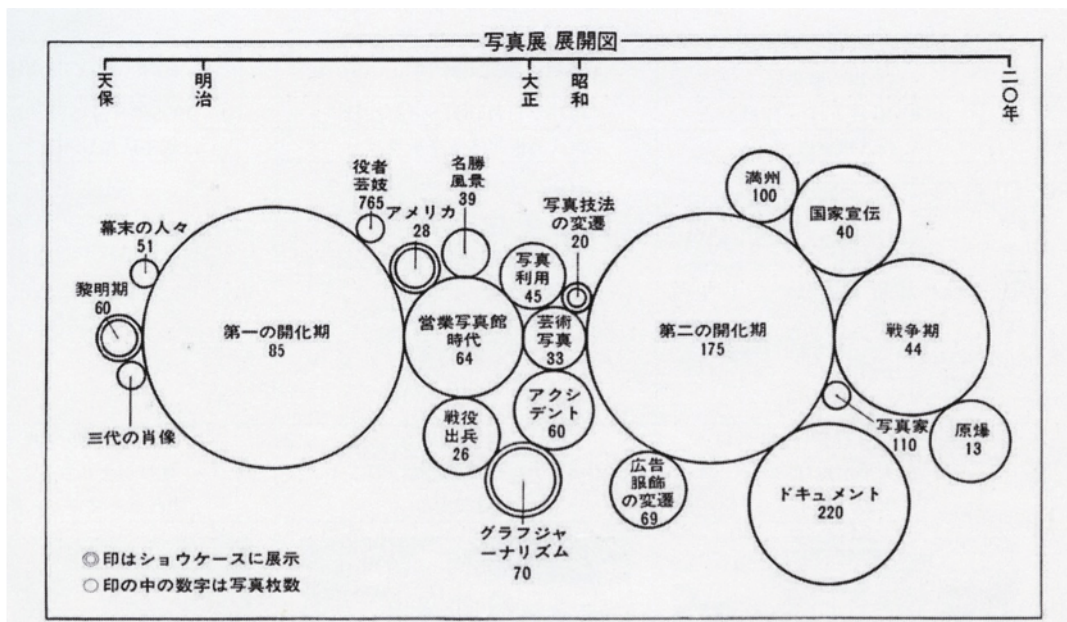 写真展 展開図
天保
明治
大正
昭和
二〇年
幕末の人々
51
黎明期
60
三代の肖像
第一の開化期
85
役者
芸妓
765
アメリカ
28
名勝
風景
39
営業写真館
時代
64
戦役
出兵
26
写真
利用
45
写真技法
の変遷
20
芸術
写真
33
アクシ
デント
60
グラフジャ
ーナリズム
70
第二の開化期
175
広告
服飾
の変遷
69
満州
100
国家宣伝
40
戦争期
44
写真家
110
原爆
13
ドキュメント
220
◎印はショウケースに展示
○印の中の数字は写真枚数